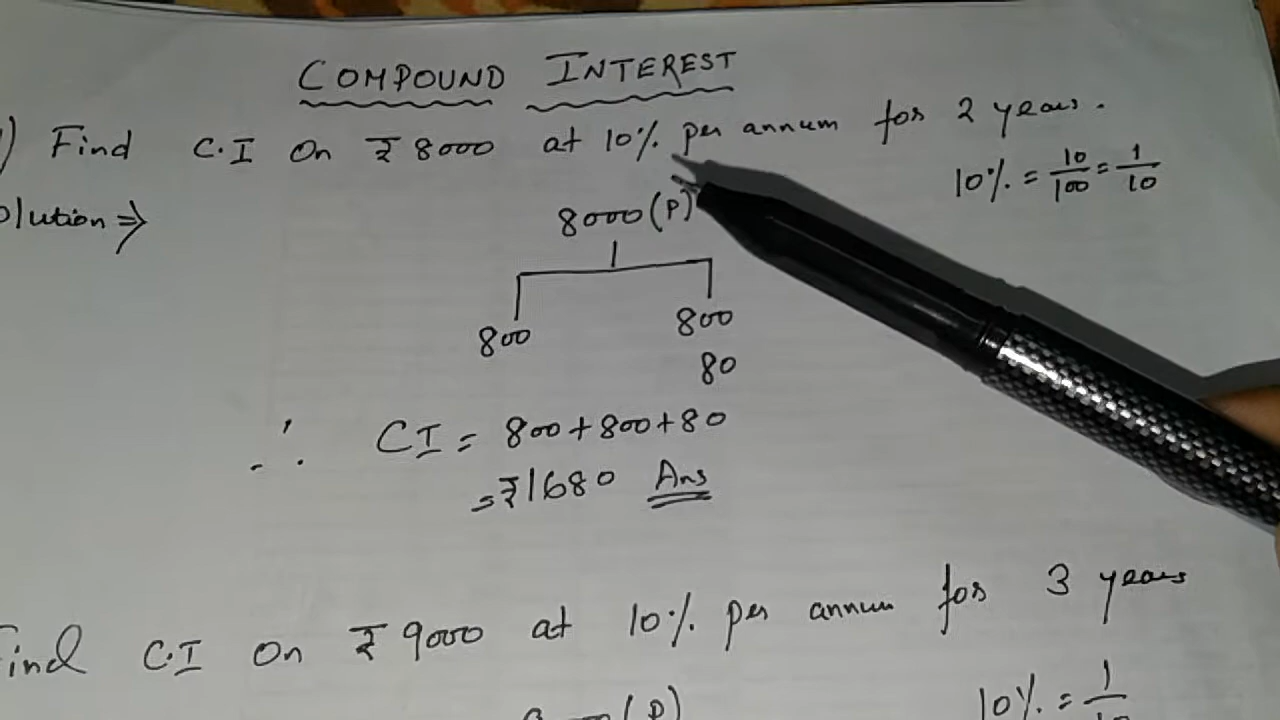 COMPOUND INTEREST
) Find C.I On ₹ 8000 at 10% per annum for 2 years.
10% = 10/100 = 1/10
olution ⇒
8000 (P)
800 800
80
∴ CI = 800 + 800 + 80
= ₹1680 Ans
Find C.I On ₹ 9000 at 10% per annum for 3 years
(P)
10% = 1/10